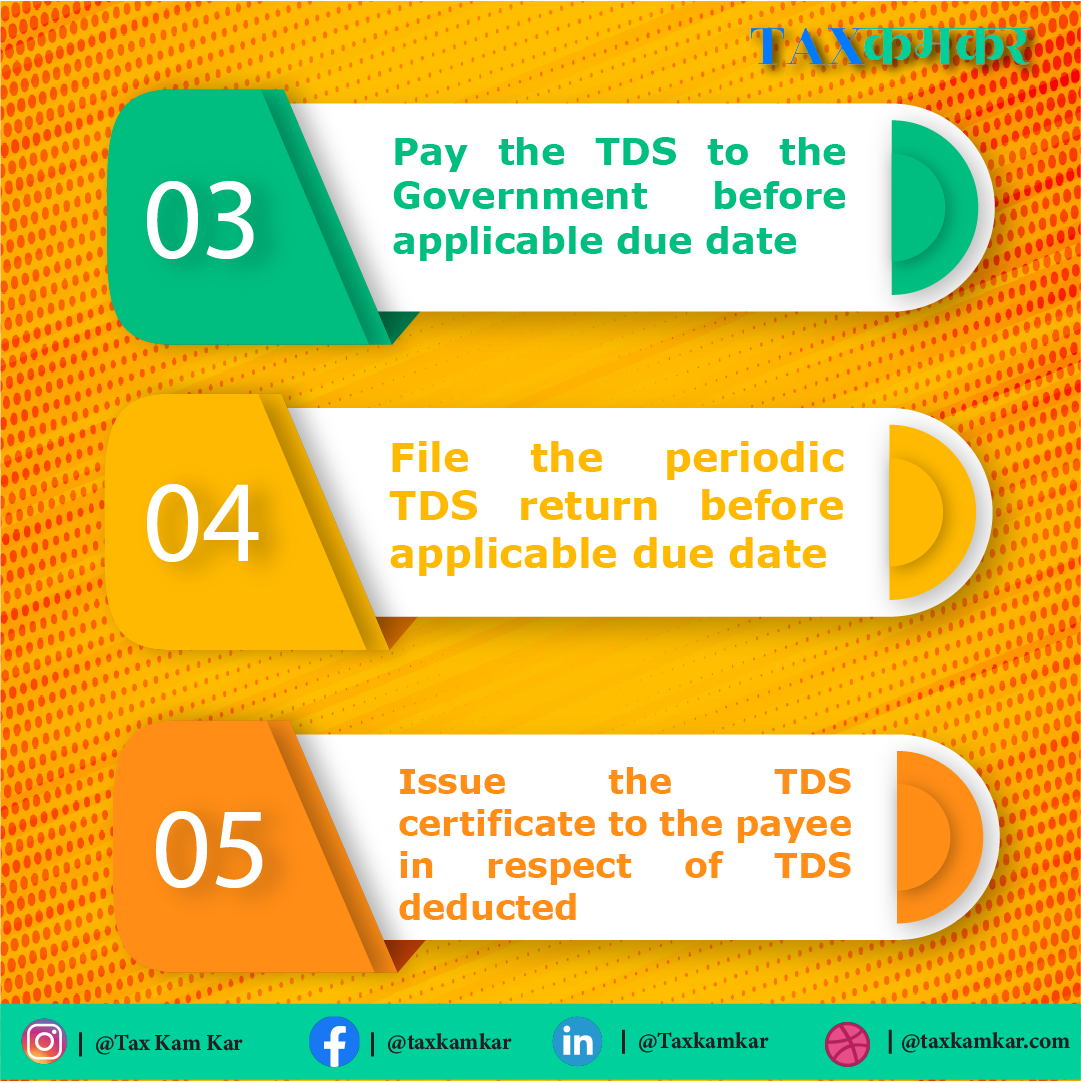 TAXकमकर
03
Pay the TDS to the
Government before
applicable due date
04
File the periodic
TDS return before
applicable due date
05
Issue the TDS
certificate to the payee
in respect of TDS
deducted
| @Tax Kam Kar | @taxkamkar | @Taxkamkar | @taxkamkar.com